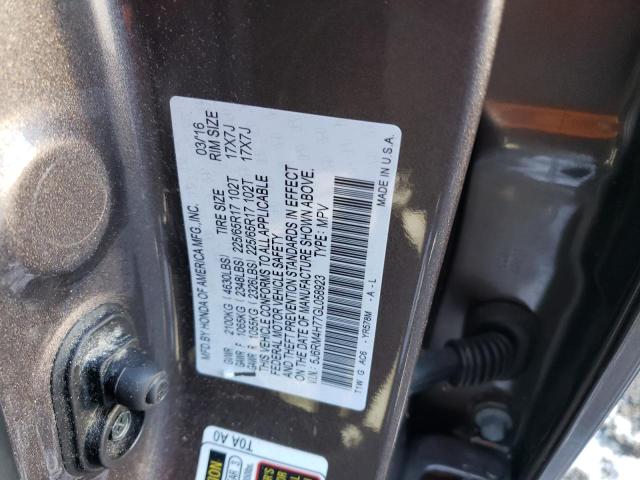 MFD. BY HONDA OF AMERICA MFG., INC. 03/16
TIRE SIZE RIM SIZE
GVWR 2100KG ( 4630LBS)
GAWR F 1065KG ( 2348LBS) 225/65R17 102T 17X7J
GAWR R 1055KG ( 2326LBS) 225/65R17 102T 17X7J
THIS VEHICLE CONFORMS TO ALL APPLICABLE
FEDERAL MOTOR VEHICLE SAFETY
AND THEFT PREVENTION STANDARDS IN EFFECT
ON THE DATE OF MANUFACTURE SHOWN ABOVE.
V.I.N.: 5J6RM4H77GL058923 TYPE: MPV
T1W G AC6 - YR578M - A - L MADE IN U.S.A.
TOA A0